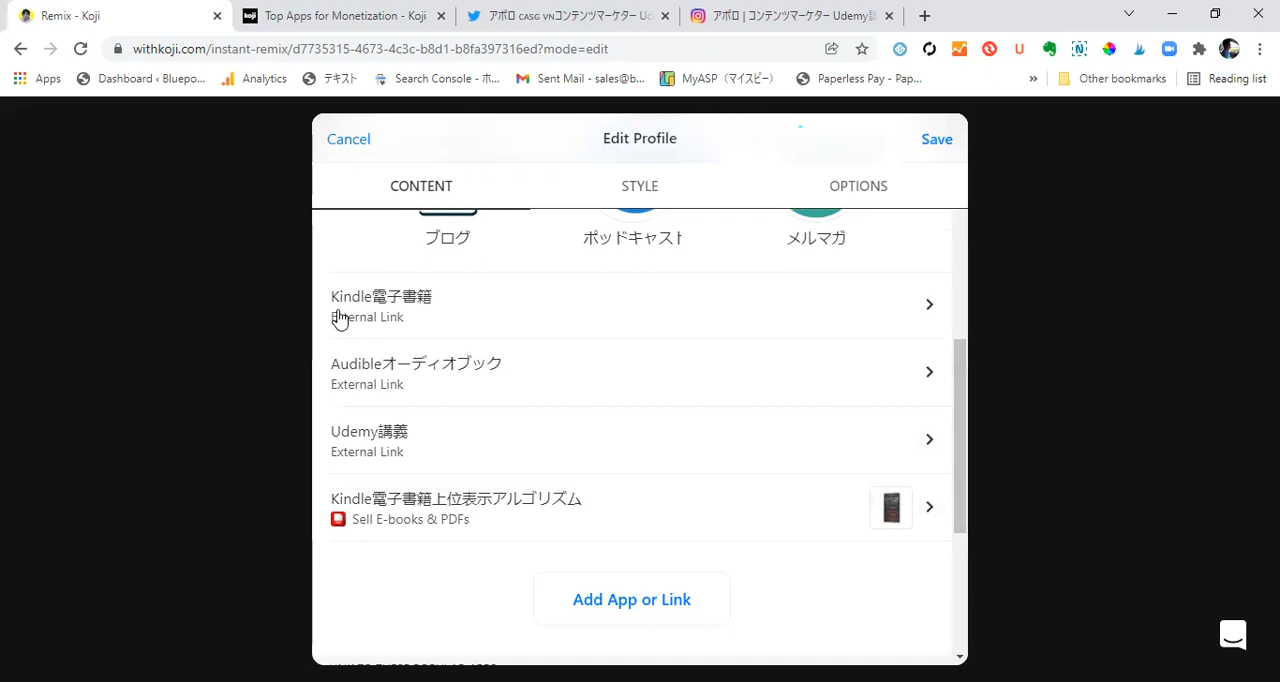 Remix - Koji
Top Apps for Monetization - Koji
アポロ CASG VNコンテンツマーケター
アポロ | コンテンツマーケター Udemy
withkoji.com/instant-remix/d7735315-4673-4c3c-b8d1-b8fa397316ed?mode=edit
Apps
Dashboard ‹ Bluepo...
Analytics
テキスト
Search Console - ホ...
Sent Mail - sales@b...
MyASP（マイスピー）
Paperless Pay - Pap...
»
Other bookmarks
Reading list
Cancel
Edit Profile
Save
CONTENT
STYLE
OPTIONS
ブログ
ポッドキャスト
メルマガ
Kindle電子書籍
External Link
Audibleオーディオブック
External Link
Udemy講義
External Link
Kindle電子書籍上位表示アルゴリズム
Sell E-books & PDFs
Add App or Link